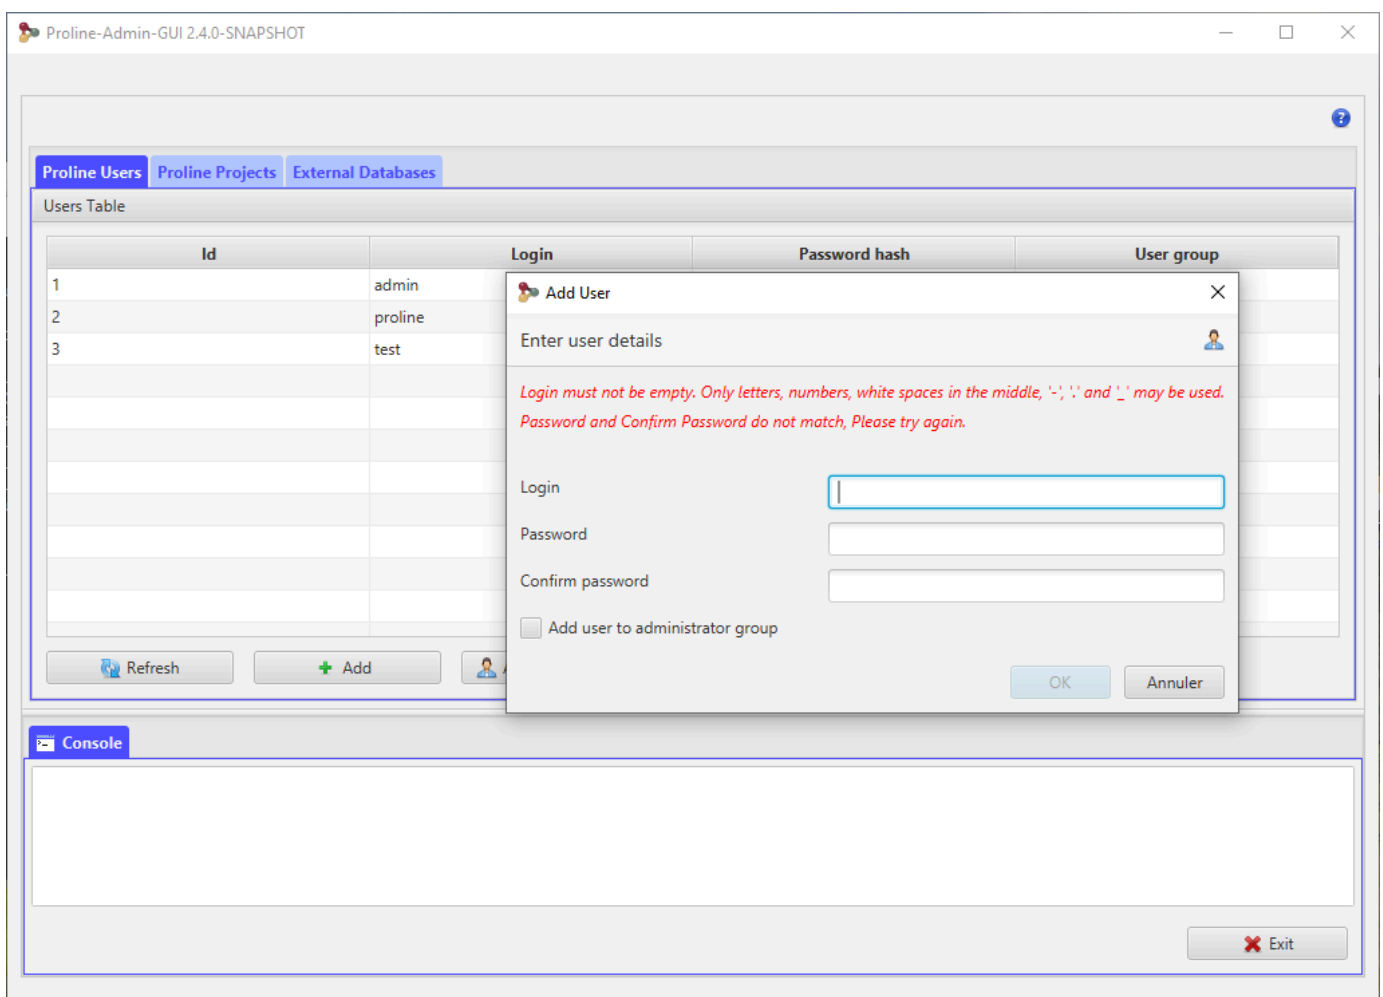 Proline-Admin-GUI 2.4.0-SNAPSHOT
Proline Users Proline Projects External Databases
Users Table
Id Login Password hash User group
1 admin
2 proline
3 test
Add User
Enter user details
Login must not be empty. Only letters, numbers, white spaces in the middle, '-', '.' and '_' may be used.
Password and Confirm Password do not match, Please try again.
Login
Password
Confirm password
Add user to administrator group
OK Annuler
Refresh Add
Console
Exit